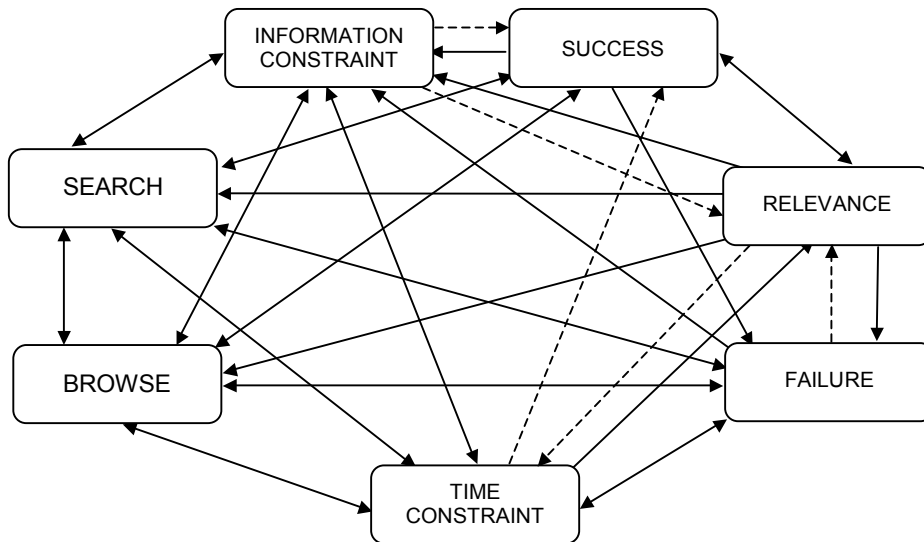 INFORMATION
CONSTRAINT
SUCCESS
SEARCH
RELEVANCE
BROWSE
FAILURE
TIME
CONSTRAINT